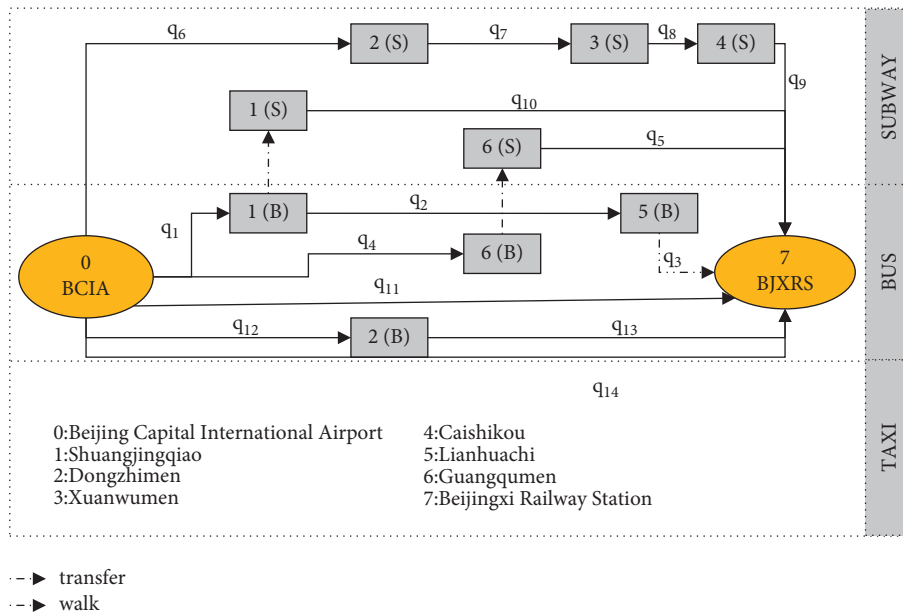 q6
2 (S)
q7
3 (S)
q8
4 (S)
q9
1 (S)
q10
6 (S)
q5
SUBWAY
q1
1 (B)
q2
5 (B)
q4
6 (B)
q3
0
BCIA
7
BJXRS
q11
q12
2 (B)
q13
BUS
q14
TAXI
0:Beijing Capital International Airport
1:Shuangjingqiao
2:Dongzhimen
3:Xuanwumen
4:Caishikou
5:Lianhuachi
6:Guangqumen
7:Beijingxi Railway Station
transfer
walk